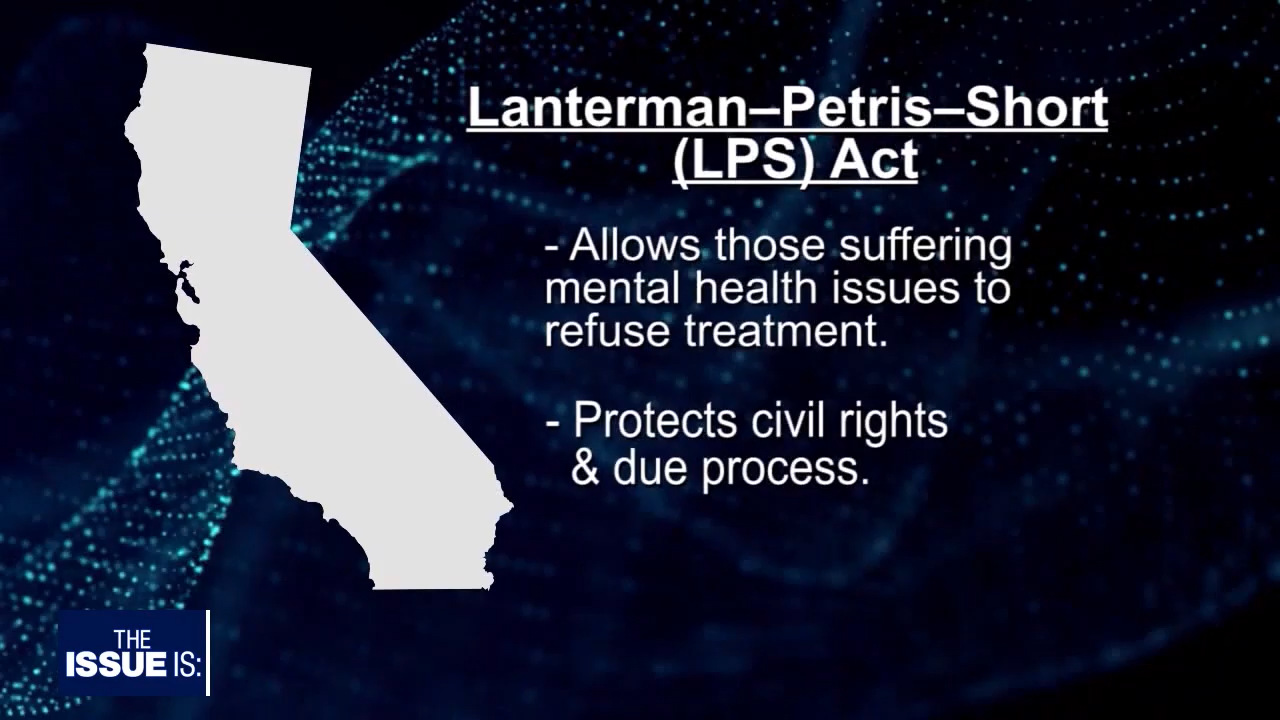 Lanterman–Petris–Short
(LPS) Act
- Allows those suffering
mental health issues to
refuse treatment.
- Protects civil rights
& due process.
THE
ISSUE IS: